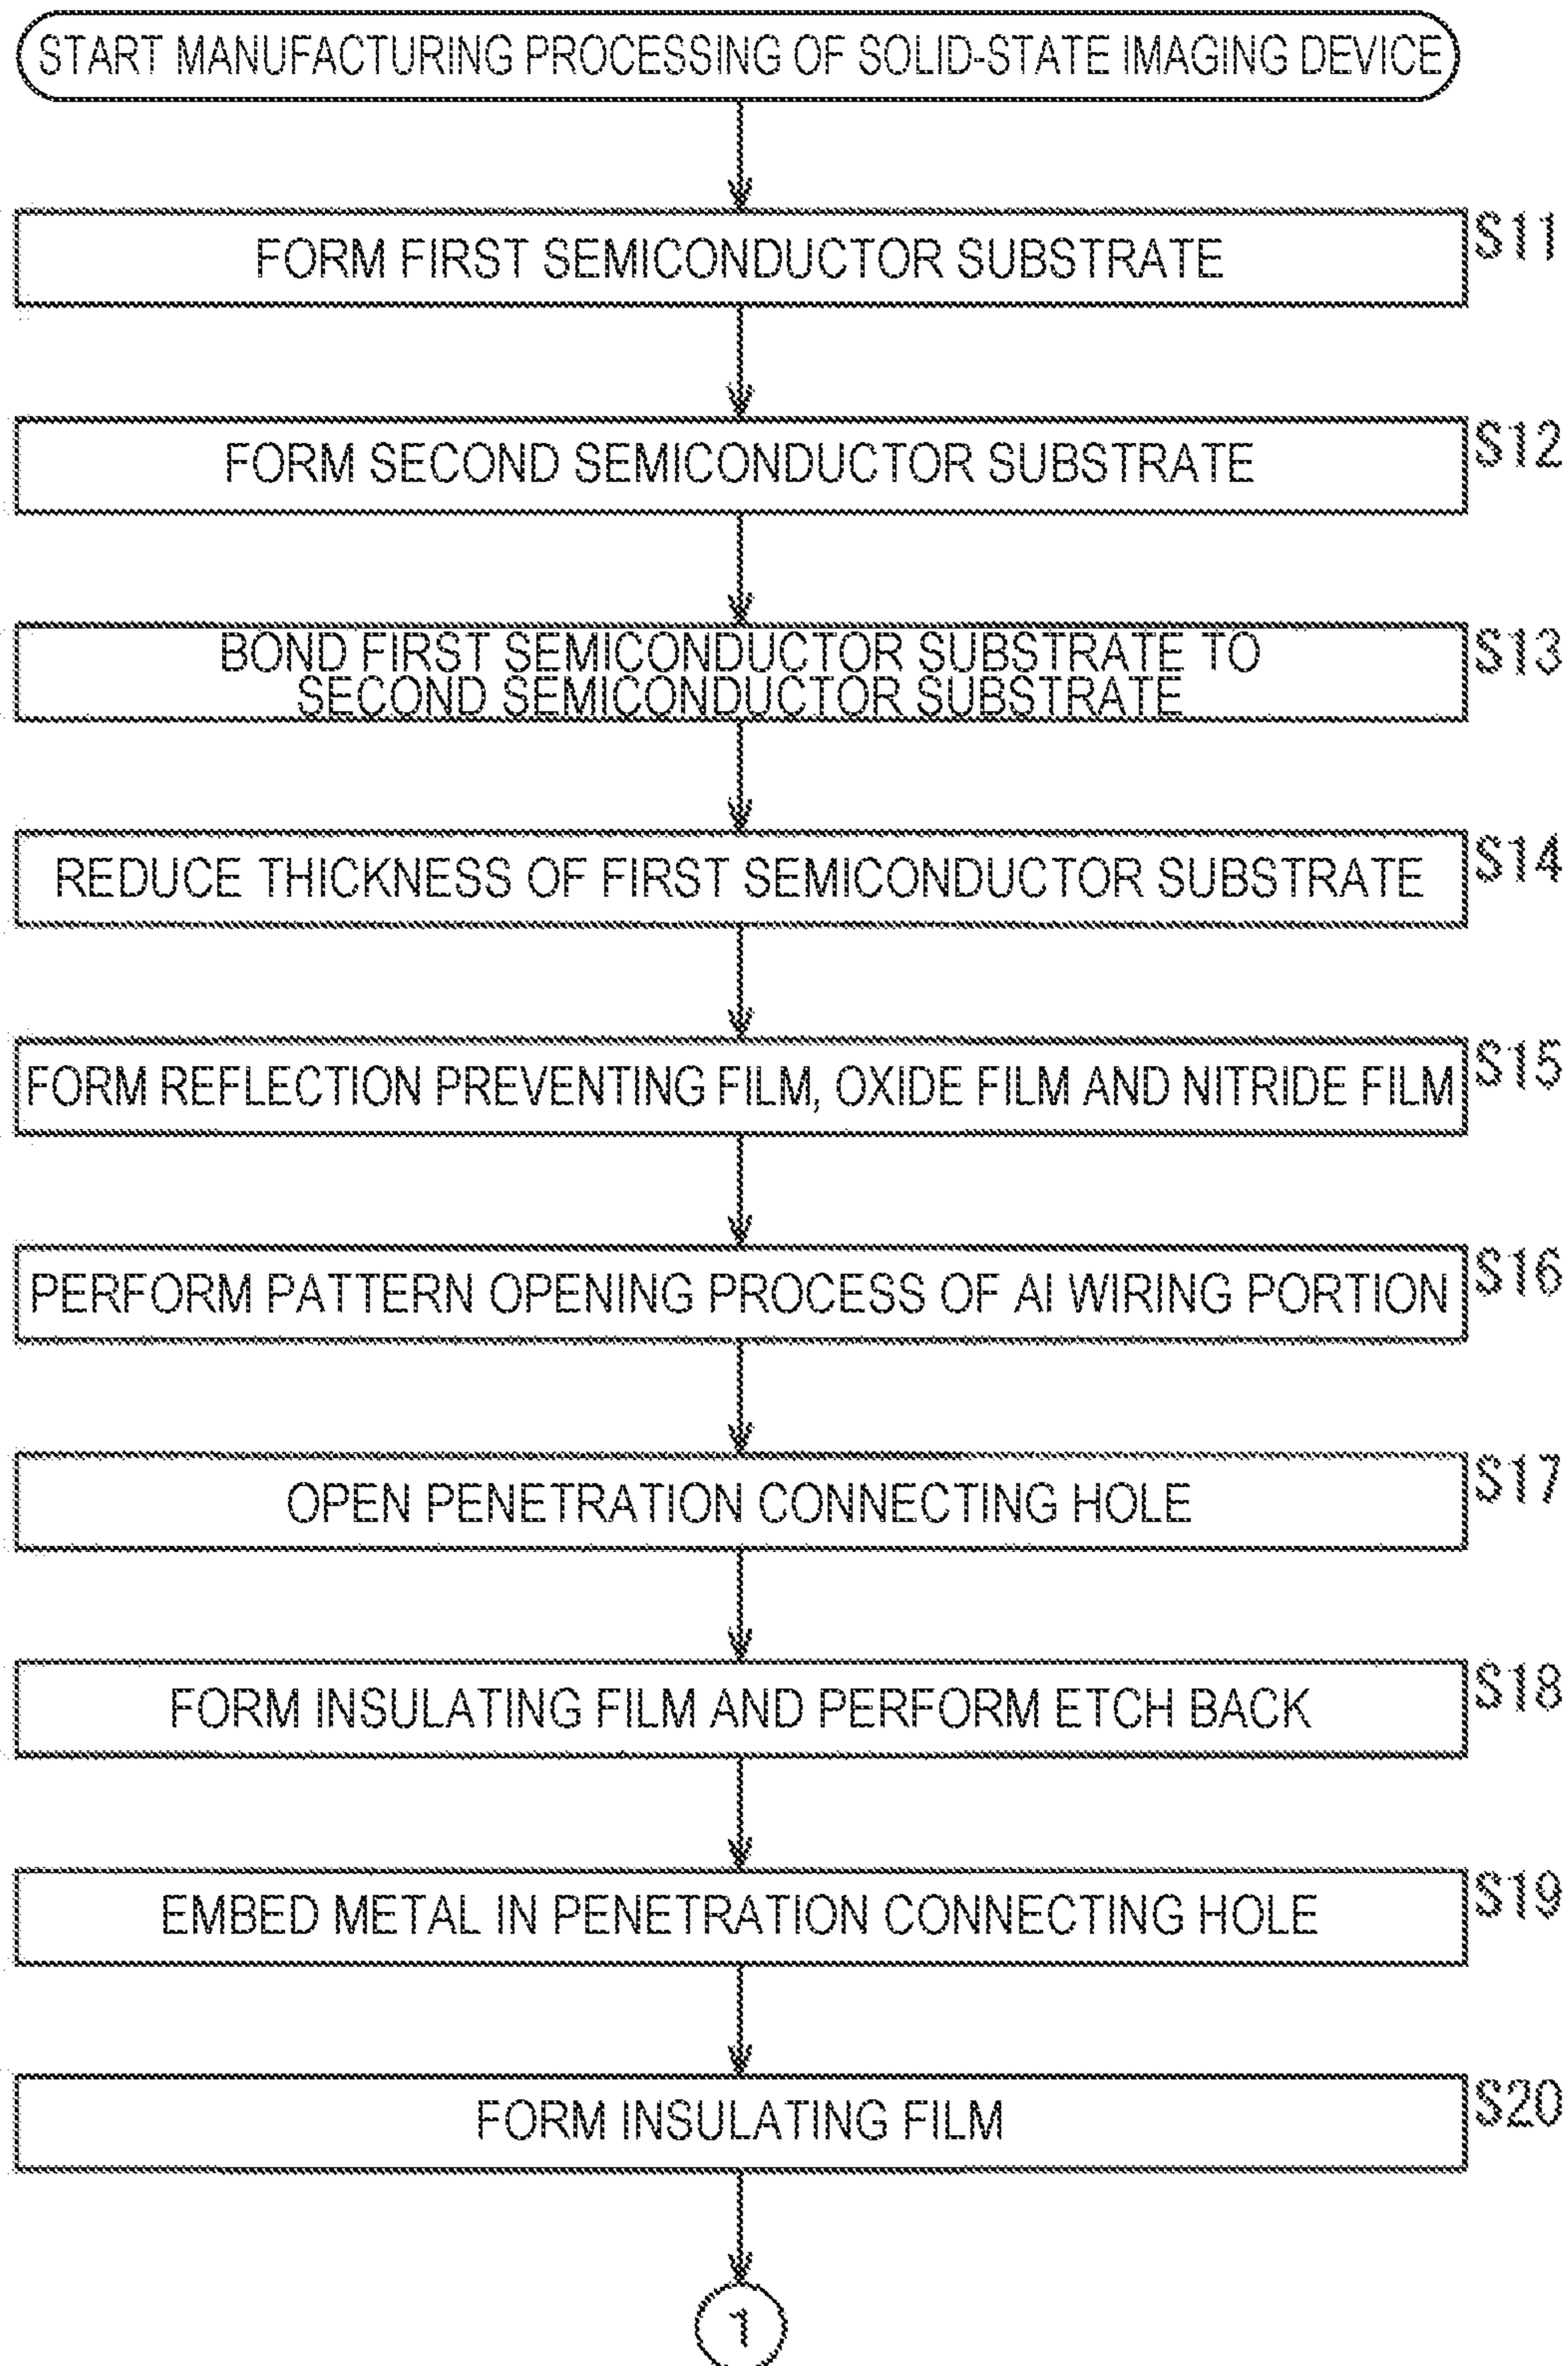 START MANUFACTURING PROCESSING OF SOLID-STATE IMAGING DEVICE
FORM FIRST SEMICONDUCTOR SUBSTRATE
S11
FORM SECOND SEMICONDUCTOR SUBSTRATE
S12
BOND FIRST SEMICONDUCTOR SUBSTRATE TO
SECOND SEMICONDUCTOR SUBSTRATE
S13
REDUCE THICKNESS OF FIRST SEMICONDUCTOR SUBSTRATE
S14
FORM REFLECTION PREVENTING FILM, OXIDE FILM AND NITRIDE FILM
S15
PERFORM PATTERN OPENING PROCESS OF Al WIRING PORTION
S16
OPEN PENETRATION CONNECTING HOLE
S17
FORM INSULATING FILM AND PERFORM ETCH BACK
S18
EMBED METAL IN PENETRATION CONNECTING HOLE
S19
FORM INSULATING FILM
S20
1